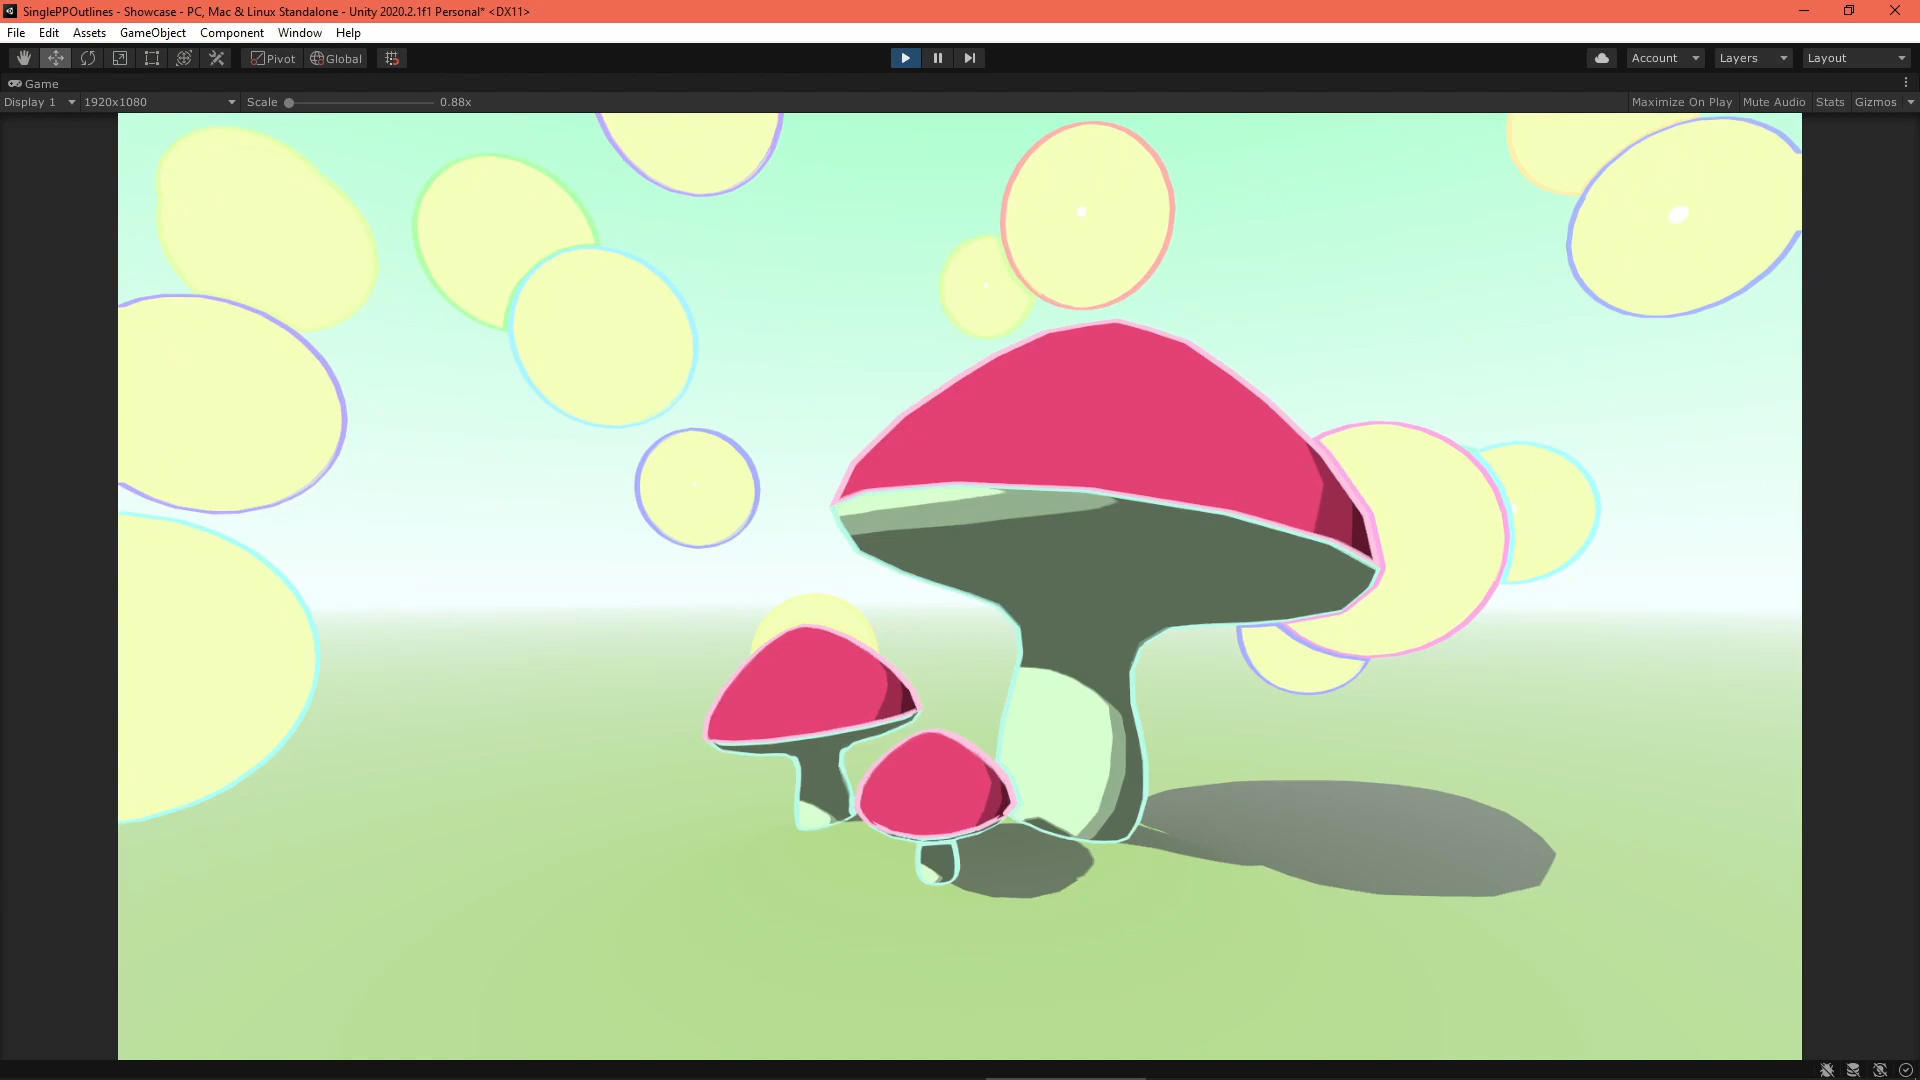 SinglePPOutlines - Showcase - PC, Mac & Linux Standalone - Unity 2020.2.1f1 Personal* <DX11>
File Edit Assets GameObject Component Window Help
Pivot Global Account Layers Layout
Game
Display 1 1920x1080 Scale 0.88x Maximize On Play Mute Audio Stats Gizmos